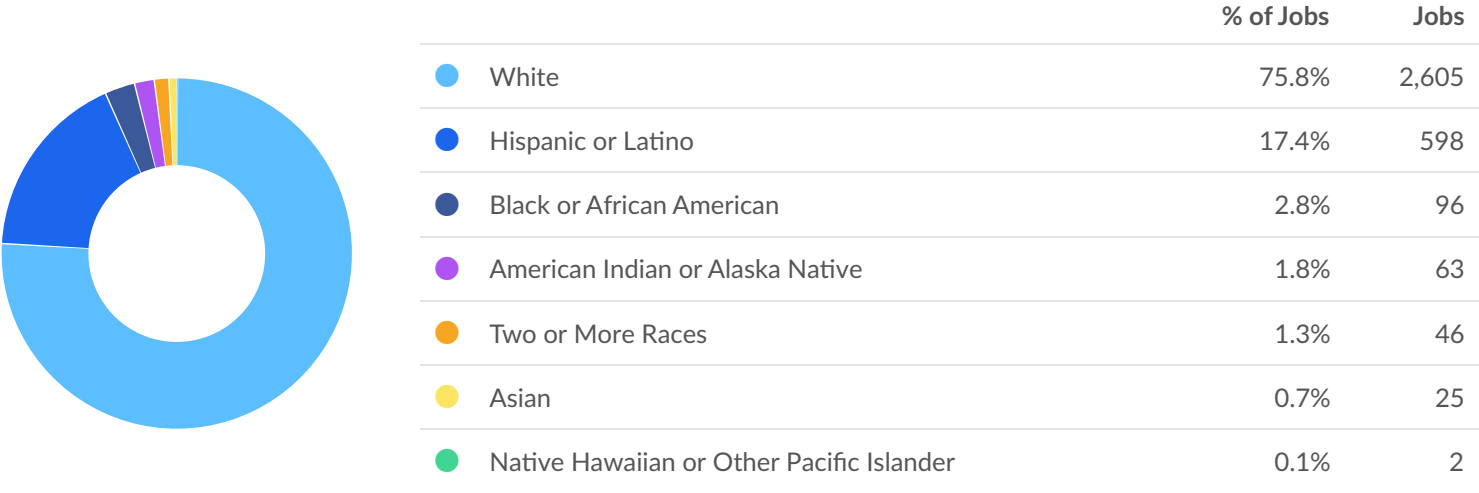 % of Jobs Jobs
White 75.8% 2,605
Hispanic or Latino 17.4% 598
Black or African American 2.8% 96
American Indian or Alaska Native 1.8% 63
Two or More Races 1.3% 46
Asian 0.7% 25
Native Hawaiian or Other Pacific Islander 0.1% 2